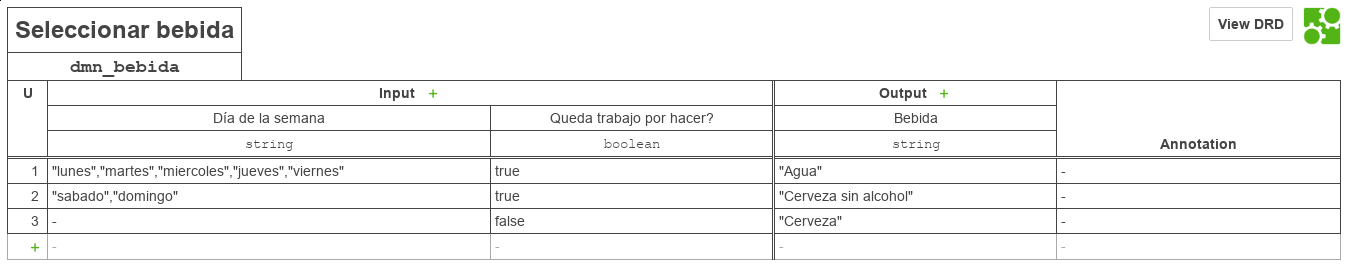 Seleccionar bebida
View DRD
dmn_bebida
U Input + Output + Annotation
Día de la semana Queda trabajo por hacer? Bebida
string boolean string
1 "lunes","martes","miercoles","jueves","viernes" true "Agua" -
2 "sabado","domingo" true "Cerveza sin alcohol" -
3 - false "Cerveza" -
+ - - - -